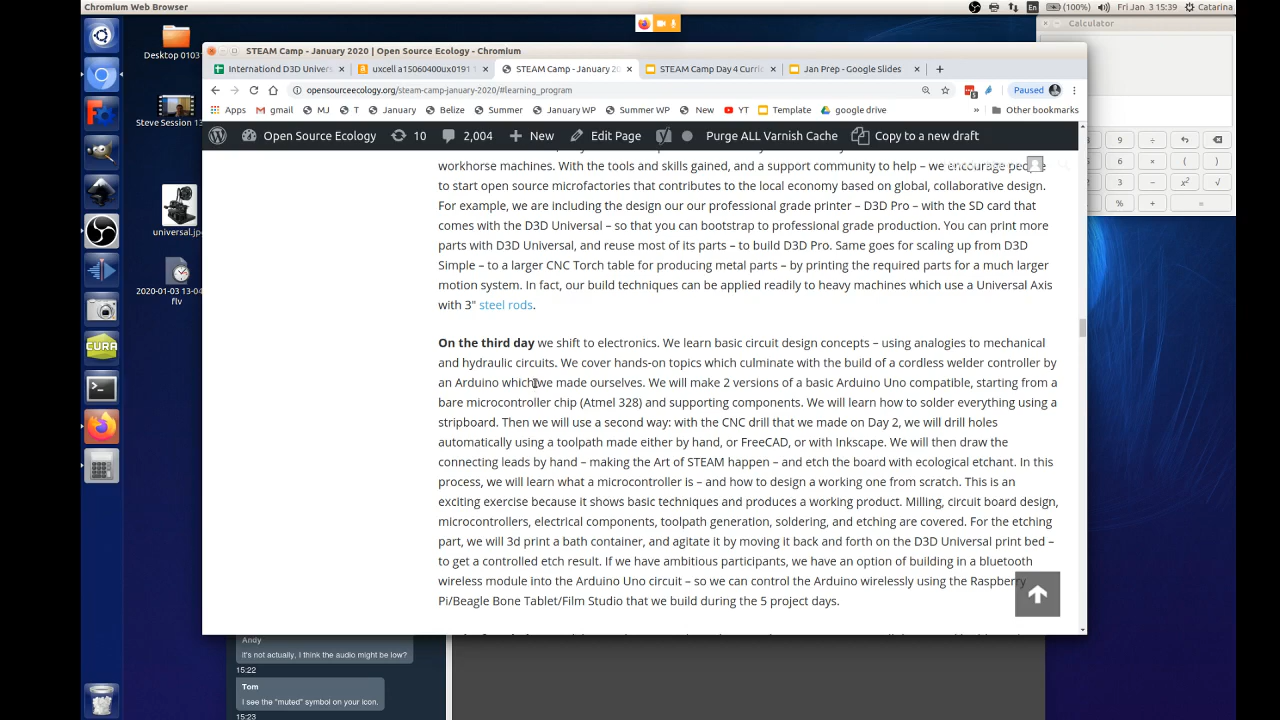 Chromium Web Browser
En
(100%)
Fri Jan 3 15:39
Catarina
Desktop 0103
Steve Session 13
universal.jp
2020-01-03 13-04
flv
CURA
Calculator
STEAM Camp - January 2020 | Open Source Ecology - Chromium
Internationd D3D Univers
uxcell a15060400ux0191
STEAM Camp - January 20
STEAM Camp Day 4 Curric
Jan Prep - Google Slides
opensourceecology.org/steam-camp-january-2020/#learning_program
Paused
Apps
gmail
MJ
T
January
Belize
Summer
January WP
Summer WP
New
YT
Template
google drive
Other bookmarks
Open Source Ecology
10
2,004
New
Edit Page
Purge ALL Varnish Cache
Copy to a new draft
workhorse machines. With the tools and skills gained, and a support community to help – we encourage people
to start open source microfactories that contributes to the local economy based on global, collaborative design.
For example, we are including the design our our professional grade printer – D3D Pro – with the SD card that
comes with the D3D Universal – so that you can bootstrap to professional grade production. You can print more
parts with D3D Universal, and reuse most of its parts – to build D3D Pro. Same goes for scaling up from D3D
Simple – to a larger CNC Torch table for producing metal parts – by printing the required parts for a much larger
motion system. In fact, our build techniques can be applied readily to heavy machines which use a Universal Axis
with 3" steel rods.
On the third day we shift to electronics. We learn basic circuit design concepts – using analogies to mechanical
and hydraulic circuits. We cover hands-on topics which culminate with the build of a cordless welder controller by
an Arduino which we made ourselves. We will make 2 versions of a basic Arduino Uno compatible, starting from a
bare microcontroller chip (Atmel 328) and supporting components. We will learn how to solder everything using a
stripboard. Then we will use a second way: with the CNC drill that we made on Day 2, we will drill holes
automatically using a toolpath made either by hand, or FreeCAD, or with Inkscape. We will then draw the
connecting leads by hand – making the Art of STEAM happen – and etch the board with ecological etchant. In this
process, we will learn what a microcontroller is – and how to design a working one from scratch. This is an
exciting exercise because it shows basic techniques and produces a working product. Milling, circuit board design,
microcontrollers, electrical components, toolpath generation, soldering, and etching are covered. For the etching
part, we will 3d print a bath container, and agitate it by moving it back and forth on the D3D Universal print bed –
to get a controlled etch result. If we have ambitious participants, we have an option of building in a bluetooth
wireless module into the Arduino Uno circuit – so we can control the Arduino wirelessly using the Raspberry
Pi/Beagle Bone Tablet/Film Studio that we build during the 5 project days.
÷
6
×
(
)
3
−
x²
√
%
+
=
Andy
it's not actually, I think the audio might be low?
15:22
Tom
I see the "muted" symbol on your icon.
15:23